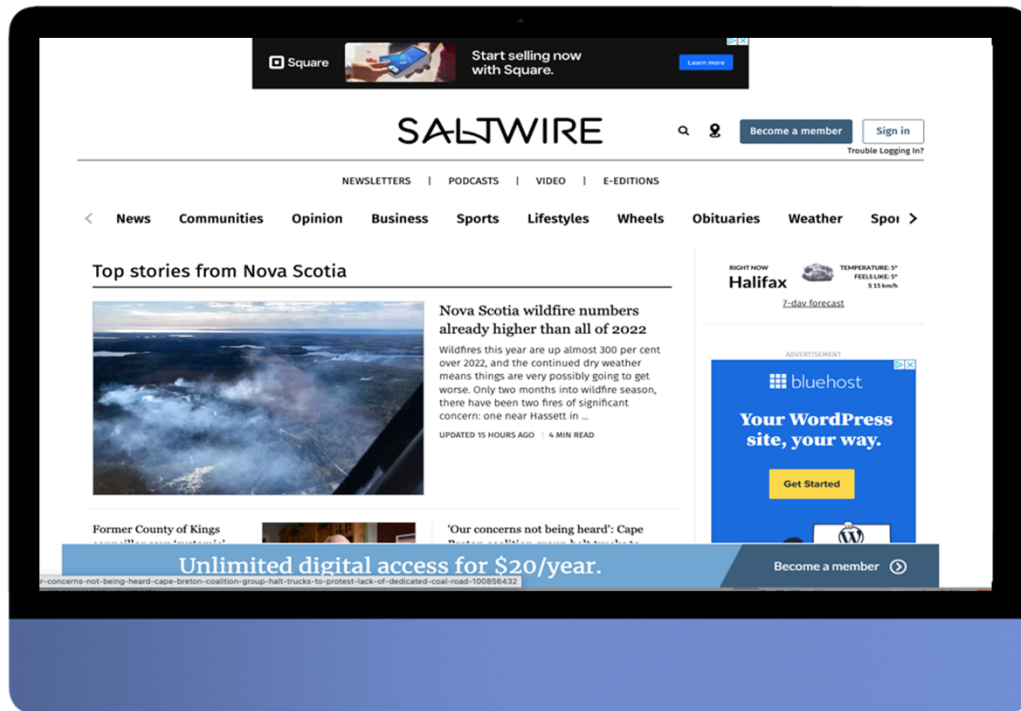 Square
Start selling now
with Square.
Learn more
SALTWIRE
Become a member
Sign in
Trouble Logging In?
NEWSLETTERS | PODCASTS | VIDEO | E-EDITIONS
< News Communities Opinion Business Sports Lifestyles Wheels Obituaries Weather Spor >
Top stories from Nova Scotia
Nova Scotia wildfire numbers
already higher than all of 2022
Wildfires this year are up almost 300 per cent
over 2022, and the continued dry weather
means things are very possibly going to get
worse. Only two months into wildfire season,
there have been two fires of significant
concern: one near Hassett in ...
UPDATED 15 HOURS AGO | 4 MIN READ
RIGHT NOW
Halifax
TEMPERATURE: 5°
FEELS LIKE: 5°
S 15 km/h
7-day forecast
ADVERTISEMENT
bluehost
Your WordPress
site, your way.
Get Started
Former County of Kings
'Our concerns not being heard': Cape
Unlimited digital access for $20/year.
Become a member
r-concerns-not-being-heard-cape-breton-coalition-group-halt-trucks-to-protest-lack-of-dedicated-coal-road-100856432